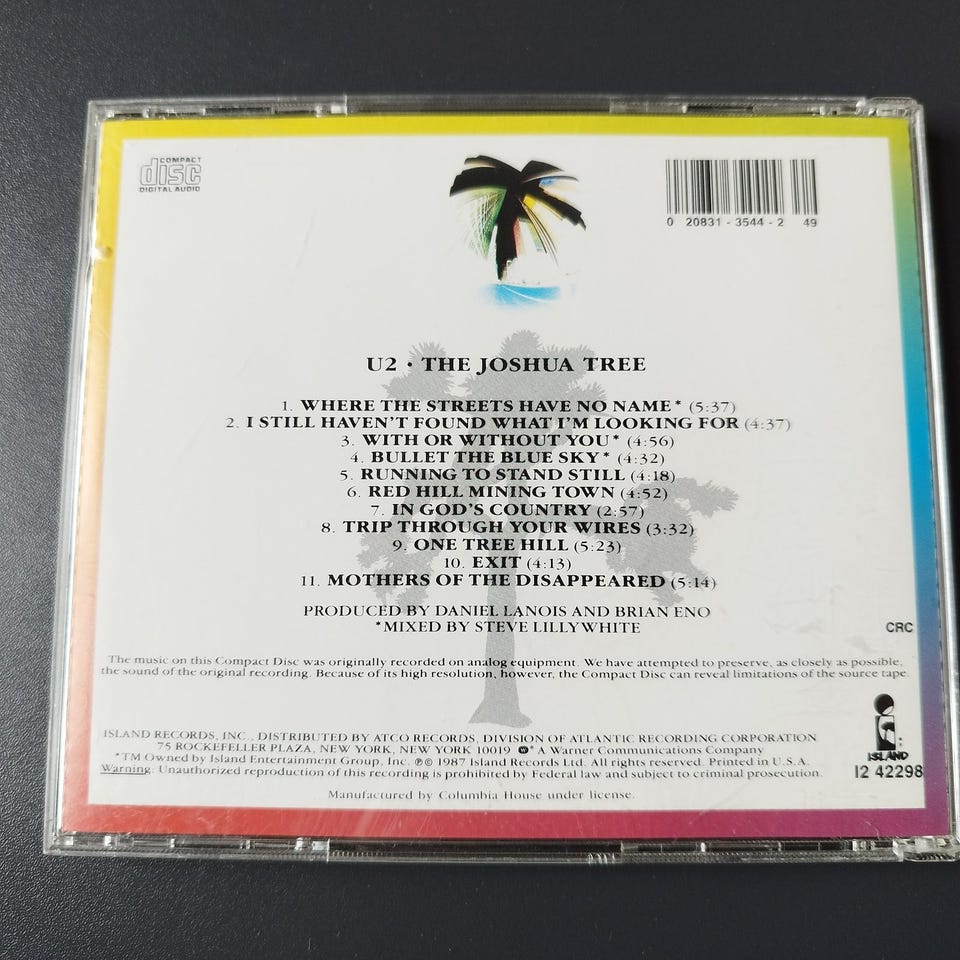 COMPACT
disc
DIGITAL AUDIO
0 20831-3544-2 49
U2 • THE JOSHUA TREE
1. WHERE THE STREETS HAVE NO NAME* (5:37)
2. I STILL HAVEN'T FOUND WHAT I'M LOOKING FOR (4:37)
3. WITH OR WITHOUT YOU* (4:56)
4. BULLET THE BLUE SKY* (4:32)
5. RUNNING TO STAND STILL (4:18)
6. RED HILL MINING TOWN (4:52)
7. IN GOD'S COUNTRY (2:57)
8. TRIP THROUGH YOUR WIRES (3:32)
9. ONE TREE HILL (5:23)
10. EXIT (4:13)
11. MOTHERS OF THE DISAPPEARED (5:14)
PRODUCED BY DANIEL LANOIS AND BRIAN ENO
*MIXED BY STEVE LILLYWHITE
CRC
The music on this Compact Disc was originally recorded on analog equipment. We have attempted to preserve, as closely as possible,
the sound of the original recording. Because of its high resolution, however, the Compact Disc can reveal limitations of the source tape.
ISLAND RECORDS, INC., DISTRIBUTED BY ATCO RECORDS, DIVISION OF ATLANTIC RECORDING CORPORATION
75 ROCKEFELLER PLAZA, NEW YORK, NEW YORK 10019 W* A Warner Communications Company
*TM Owned by Island Entertainment Group, Inc. ℗© 1987 Island Records Ltd. All rights reserved. Printed in U.S.A.
Warning: Unauthorized reproduction of this recording is prohibited by Federal law and subject to criminal prosecution.
ISLAND
I2 42298
Manufactured by Columbia House under license.